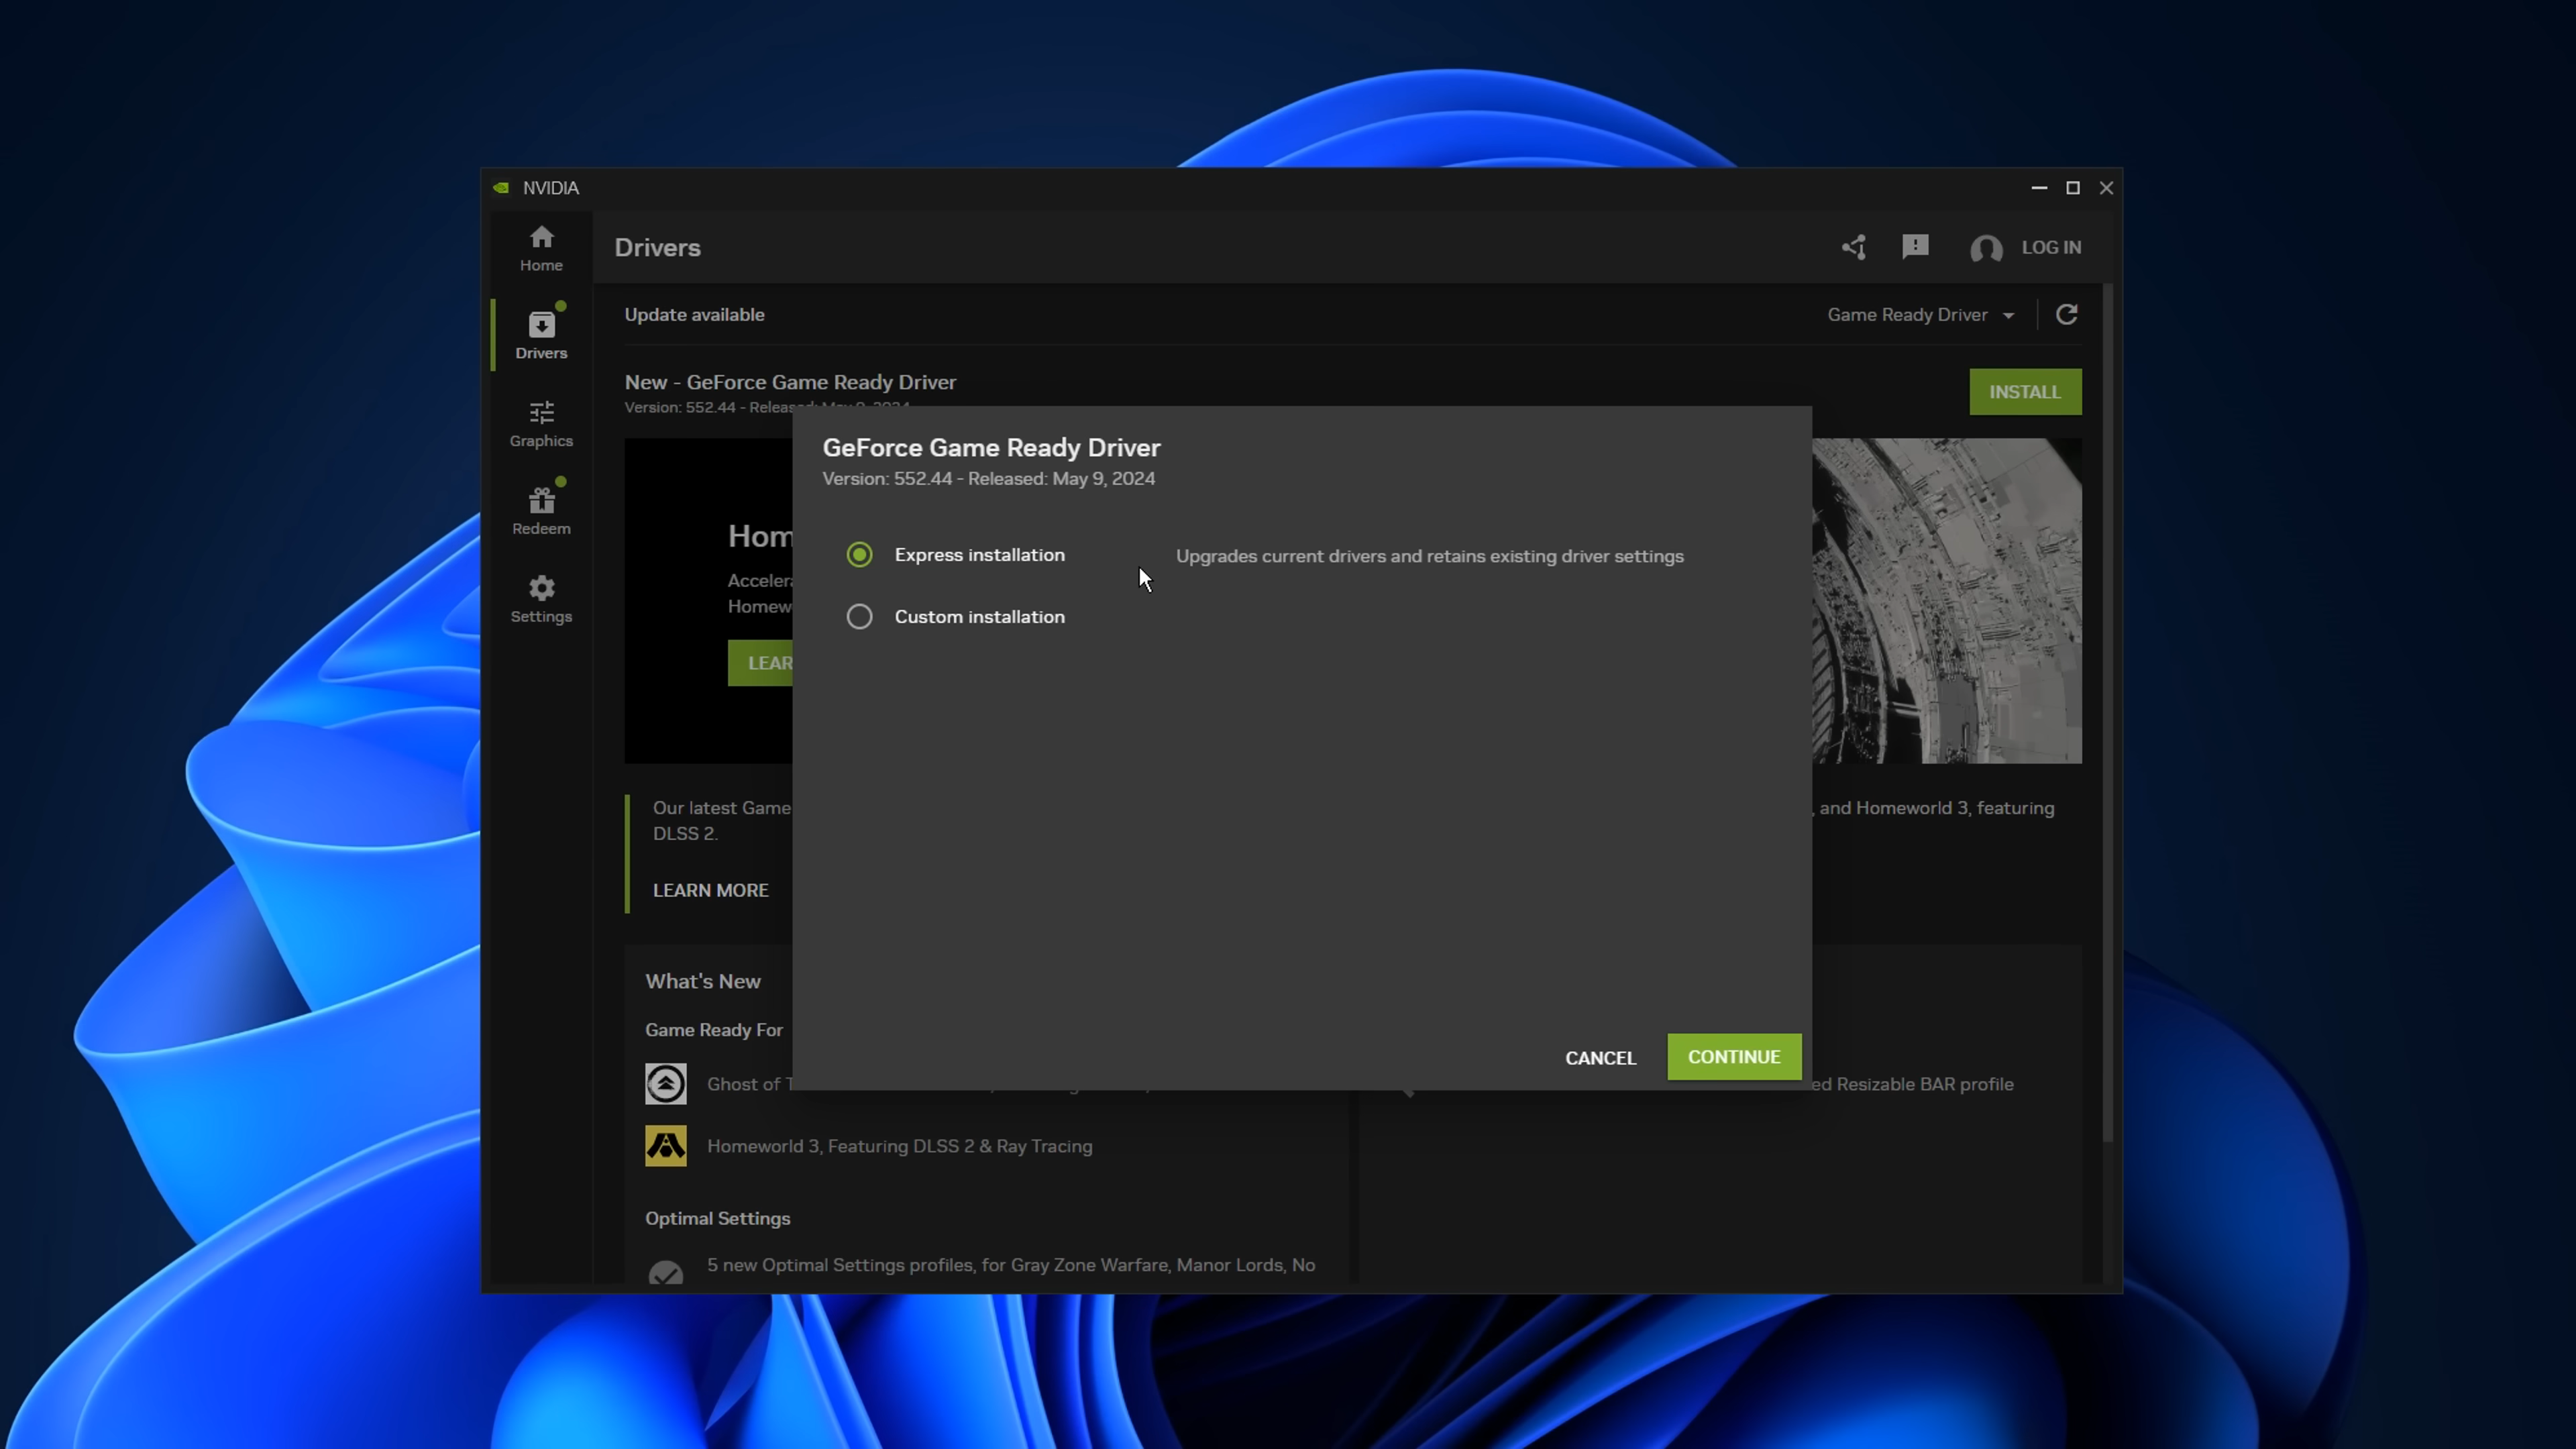 NVIDIA
Home
Drivers
Graphics
Redeem
Settings
Drivers
LOG IN
Update available
Game Ready Driver
New - GeForce Game Ready Driver
Version: 552.44 - Released: May 9, 2024
INSTALL
Hom
Accelera
Homew
LEAR
GeForce Game Ready Driver
Version: 552.44 - Released: May 9, 2024
Express installation
Upgrades current drivers and retains existing driver settings
Custom installation
CANCEL
CONTINUE
Our latest Game
, and Homeworld 3, featuring
DLSS 2.
LEARN MORE
What's New
Game Ready For
Ghost of T
ed Resizable BAR profile
Homeworld 3, Featuring DLSS 2 & Ray Tracing
Optimal Settings
5 new Optimal Settings profiles, for Gray Zone Warfare, Manor Lords, No